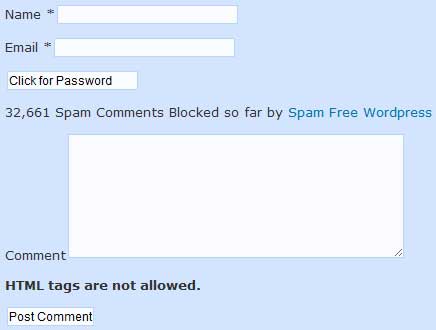 Name *
Email *
Click for Password
32,661 Spam Comments Blocked so far by Spam Free Wordpress
Comment
HTML tags are not allowed.
Post Comment